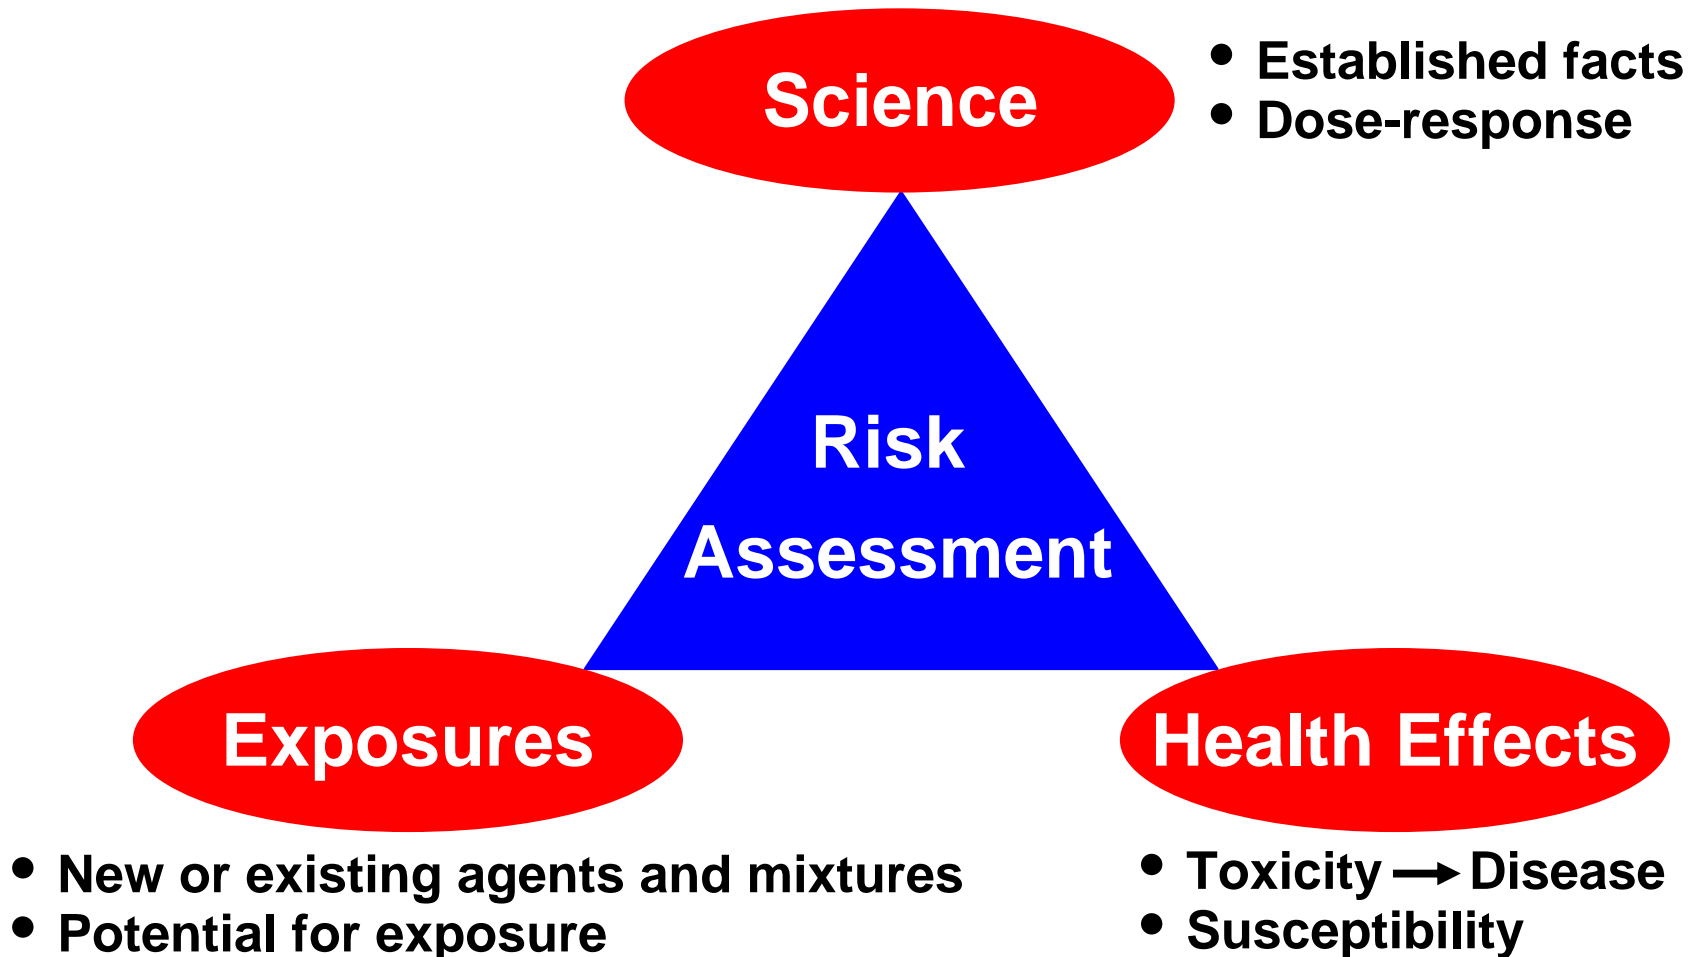 Science
• Established facts
• Dose-response
Risk
Assessment
Exposures
• New or existing agents and mixtures
• Potential for exposure
Health Effects
• Toxicity → Disease
• Susceptibility